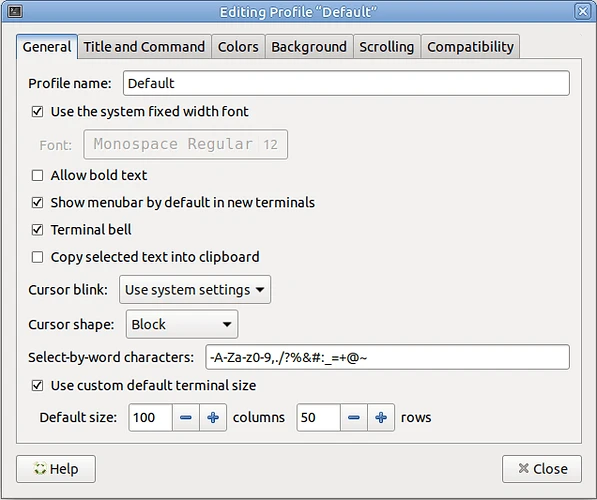 Editing Profile "Default"
General Title and Command Colors Background Scrolling Compatibility
Profile name: Default
Use the system fixed width font
Font: Monospace Regular 12
Allow bold text
Show menubar by default in new terminals
Terminal bell
Copy selected text into clipboard
Cursor blink: Use system settings
Cursor shape: Block
Select-by-word characters: -A-Za-z0-9,./?%&#:_=+@~
Use custom default terminal size
Default size: 100 columns 50 rows
Help Close